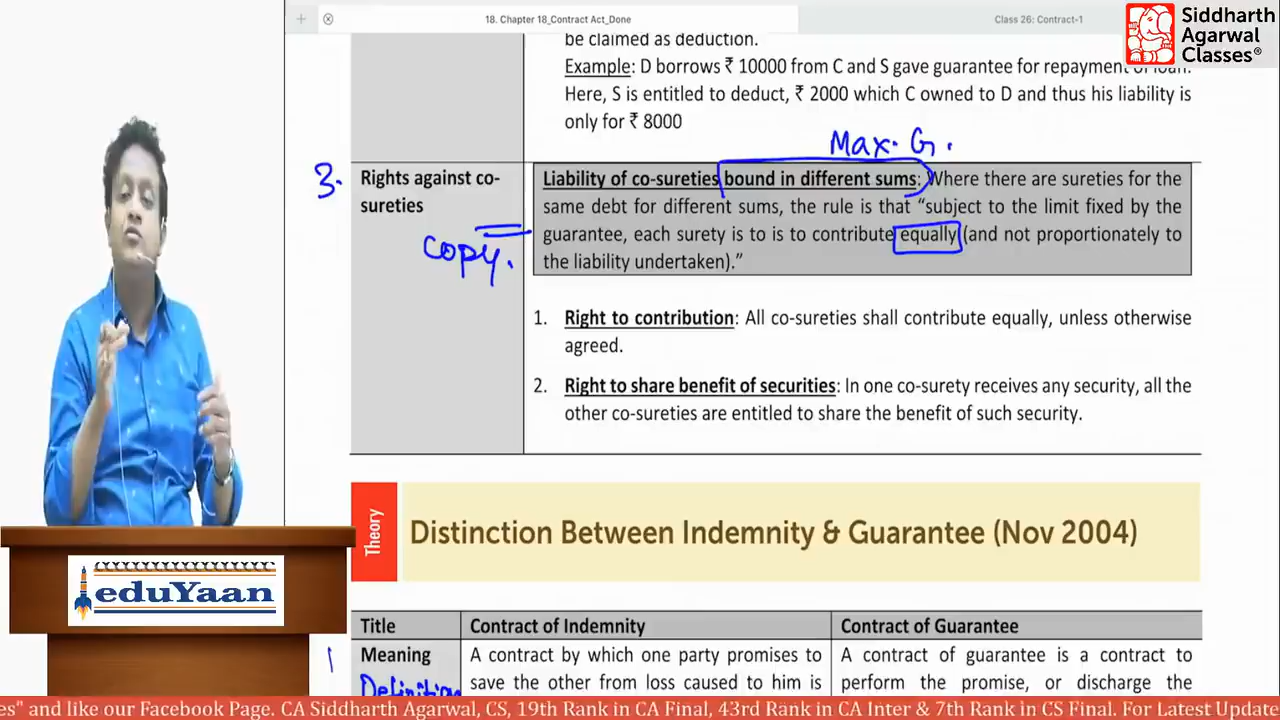 18. Chapter 18_Contract Act_Done
Class 26: Contract-1
Siddharth
Agarwal
Classes®
be claimed as deduction.
Example: D borrows ₹ 10000 from C and S gave guarantee for repayment of loan.
Here, S is entitled to deduct, ₹ 2000 which C owned to D and thus his liability is
only for ₹ 8000
Max. G.
3.
Rights against co-
sureties
copy.
Liability of co-sureties bound in different sums: Where there are sureties for the
same debt for different sums, the rule is that “subject to the limit fixed by the
guarantee, each surety is to is to contribute equally (and not proportionately to
the liability undertaken).”
1. Right to contribution: All co-sureties shall contribute equally, unless otherwise
agreed.
2. Right to share benefit of securities: In one co-surety receives any security, all the
other co-sureties are entitled to share the benefit of such security.
Theory
Distinction Between Indemnity & Guarantee (Nov 2004)
Title
Contract of Indemnity
Contract of Guarantee
1
Meaning
Definition
A contract by which one party promises to
save the other from loss caused to him is
A contract of guarantee is a contract to
perform the promise, or discharge the
eduYaan
es" and like our Facebook Page. CA Siddharth Agarwal, CS, 19th Rank in CA Final, 43rd Rank in CA Inter & 7th Rank in CS Final. For Latest Update